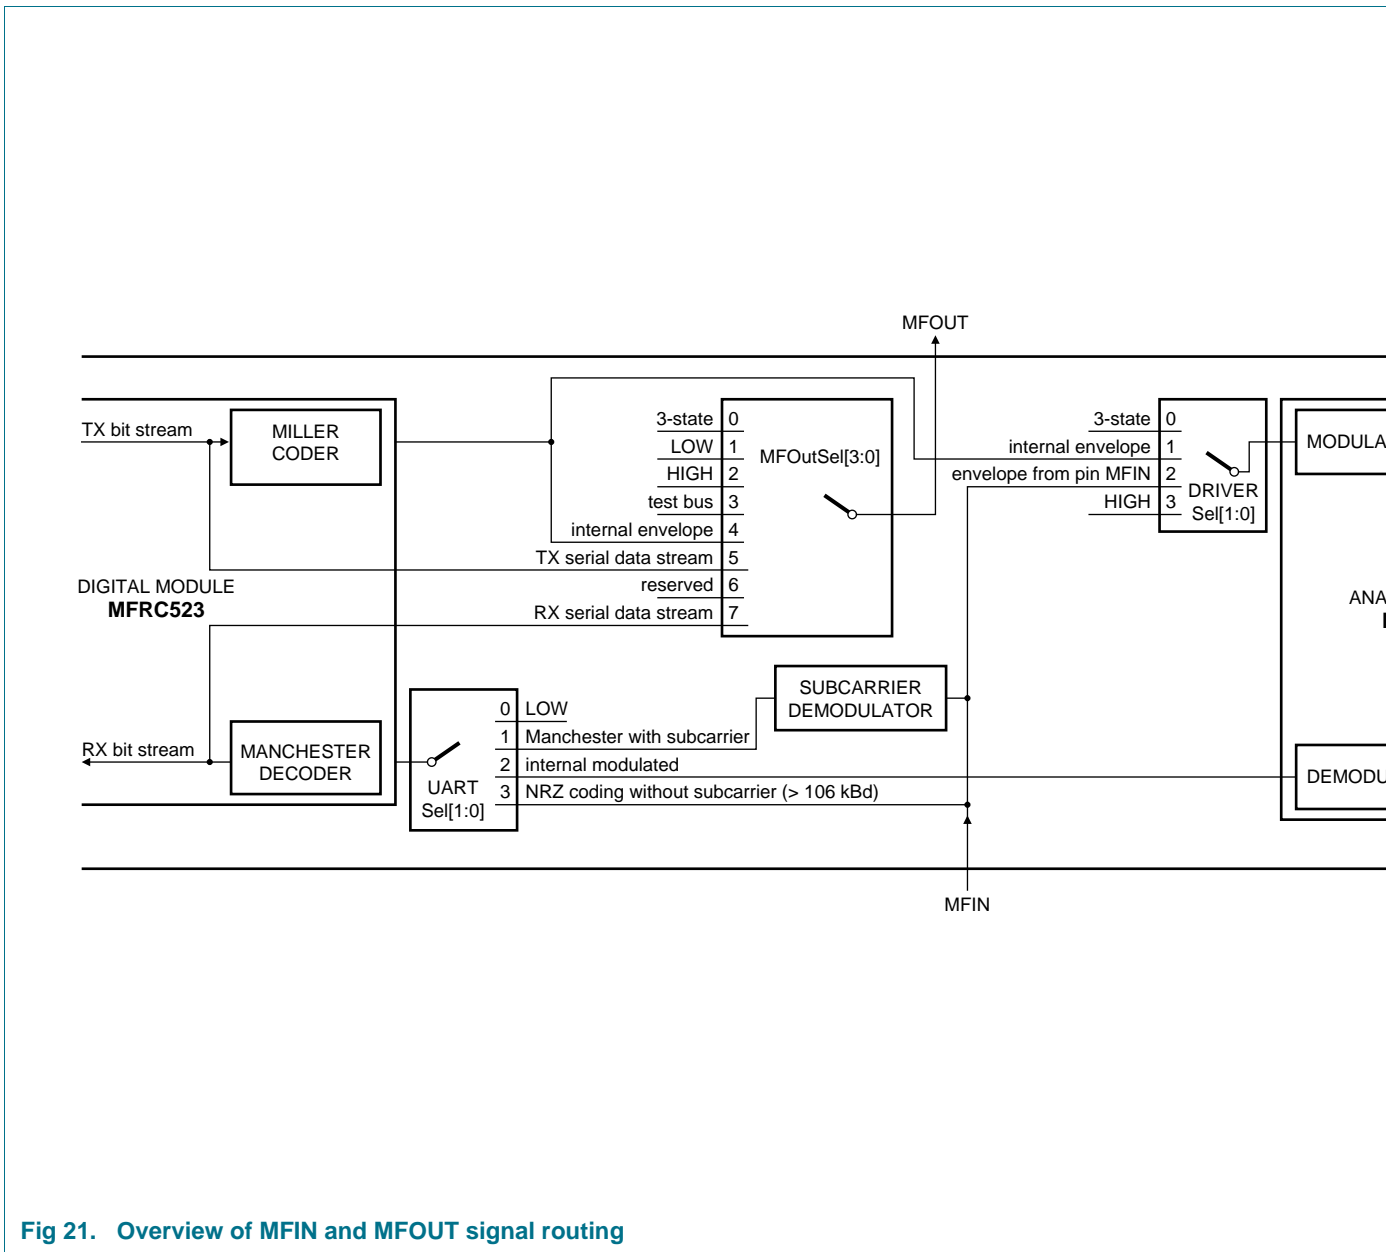 MFOUT
TX bit stream
MILLER
CODER
3-state 0
LOW 1
HIGH 2
test bus 3
internal envelope 4
TX serial data stream 5
reserved 6
RX serial data stream 7
MFOutSel[3:0]
3-state 0
internal envelope 1
envelope from pin MFIN 2
HIGH 3
DRIVER
Sel[1:0]
MODULA
DIGITAL MODULE
MFRC523
ANA
SUBCARRIER
DEMODULATOR
RX bit stream
MANCHESTER
DECODER
UART
Sel[1:0]
0 LOW
1 Manchester with subcarrier
2 internal modulated
3 NRZ coding without subcarrier (> 106 kBd)
DEMODU
MFIN
Fig 21. Overview of MFIN and MFOUT signal routing